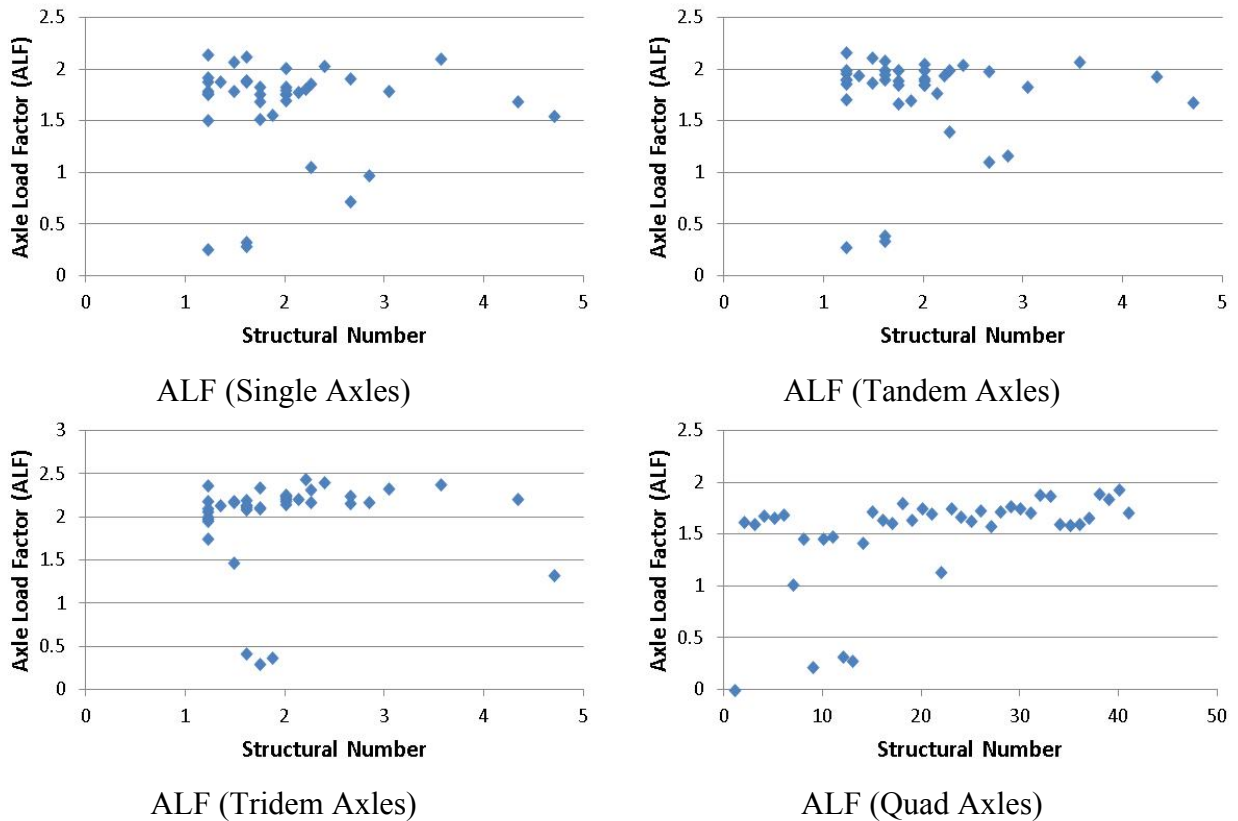 Axle Load Factor (ALF)
2.5
2
1.5
1
0.5
0
0 1 2 3 4 5
Structural Number
ALF (Single Axles)
Axle Load Factor (ALF)
2.5
2
1.5
1
0.5
0
0 1 2 3 4 5
Structural Number
ALF (Tandem Axles)
Axle Load Factor (ALF)
3
2.5
2
1.5
1
0.5
0
0 1 2 3 4 5
Structural Number
ALF (Tridem Axles)
Axle Load Factor (ALF)
2.5
2
1.5
1
0.5
0
0 10 20 30 40 50
Structural Number
ALF (Quad Axles)